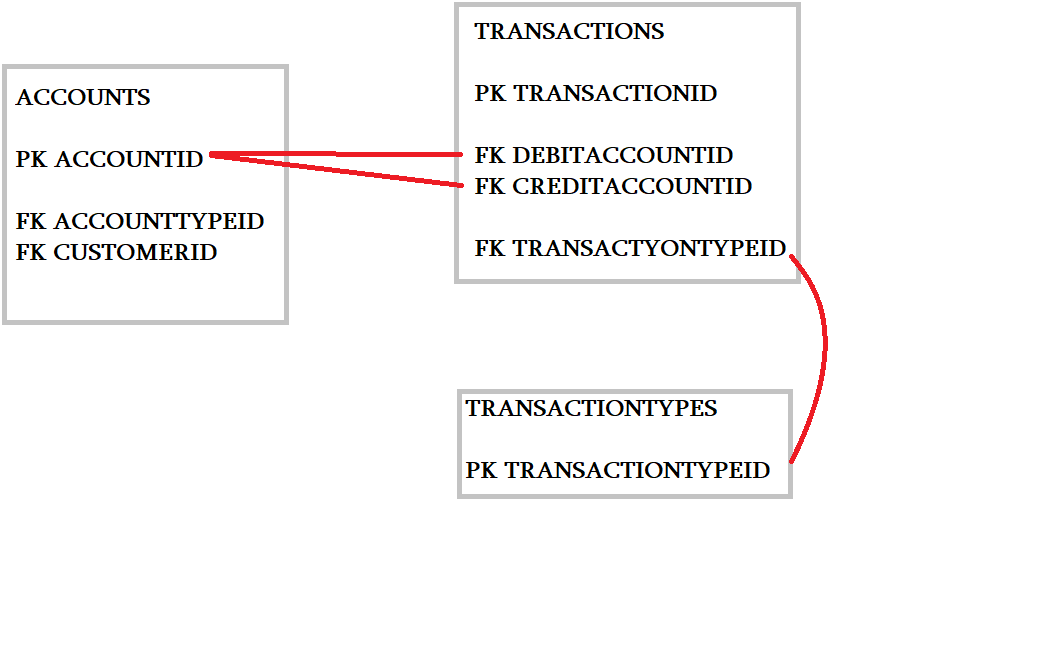 ACCOUNTS
PK ACCOUNTID
FK ACCOUNTTYPEID
FK CUSTOMERID
TRANSACTIONS
PK TRANSACTIONID
FK DEBITACCOUNTID
FK CREDITACCOUNTID
FK TRANSACTYONTYPEID
TRANSACTIONTYPES
PK TRANSACTIONTYPEID